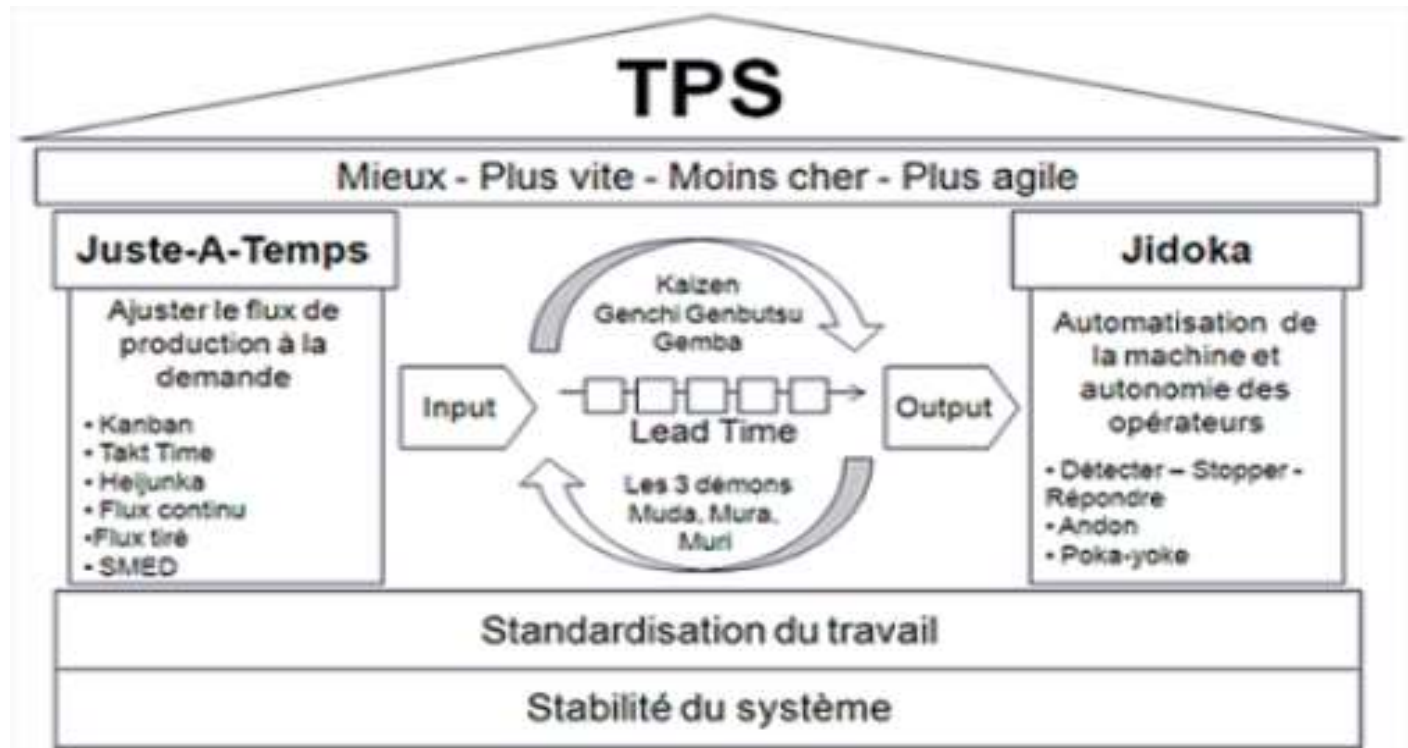 TPS
Mieux - Plus vite - Moins cher - Plus agile
Juste-A-Temps
Ajuster le flux de
production à la
demande
• Kanban
• Takt Time
• Heijunka
• Flux continu
•Flux tiré
• SMED
Input
Kaizen
Genchi Genbutsu
Gemba
Lead Time
Les 3 démons
Muda, Mura,
Muri
Output
Jidoka
Automatisation de
la machine et
autonomie des
opérateurs
• Détecter – Stopper -
Répondre
• Andon
• Poka-yoke
Standardisation du travail
Stabilité du système